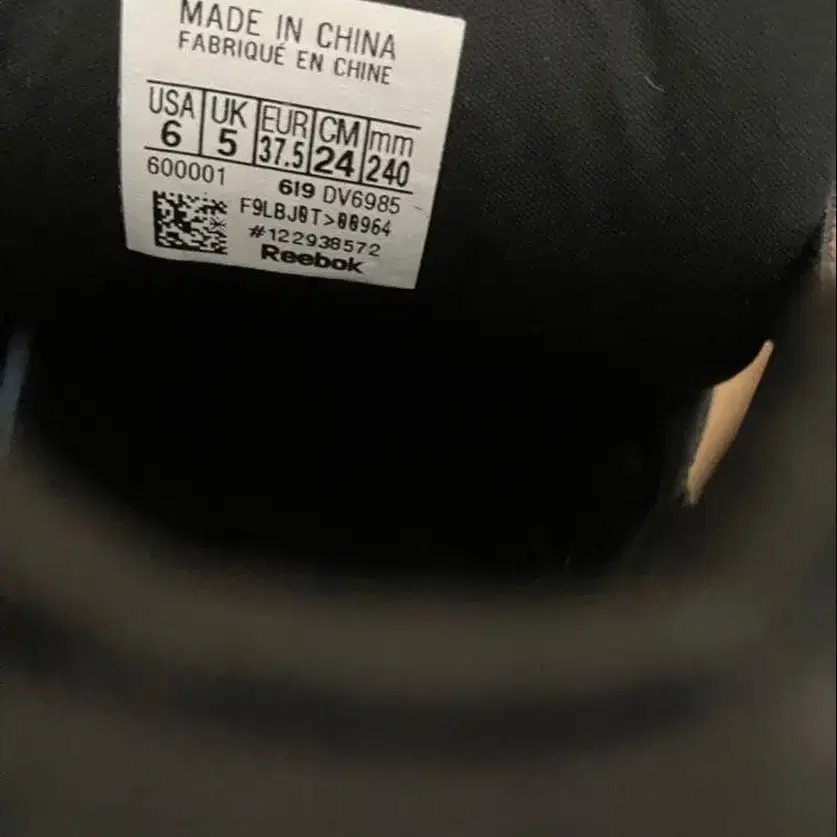 MADE IN CHINA
FABRIQUÉ EN CHINE
USA UK EUR CM mm
6 5 37.5 24 240
600001 619 DV6985
F9LBJ0T>00964
#122938572
Reebok